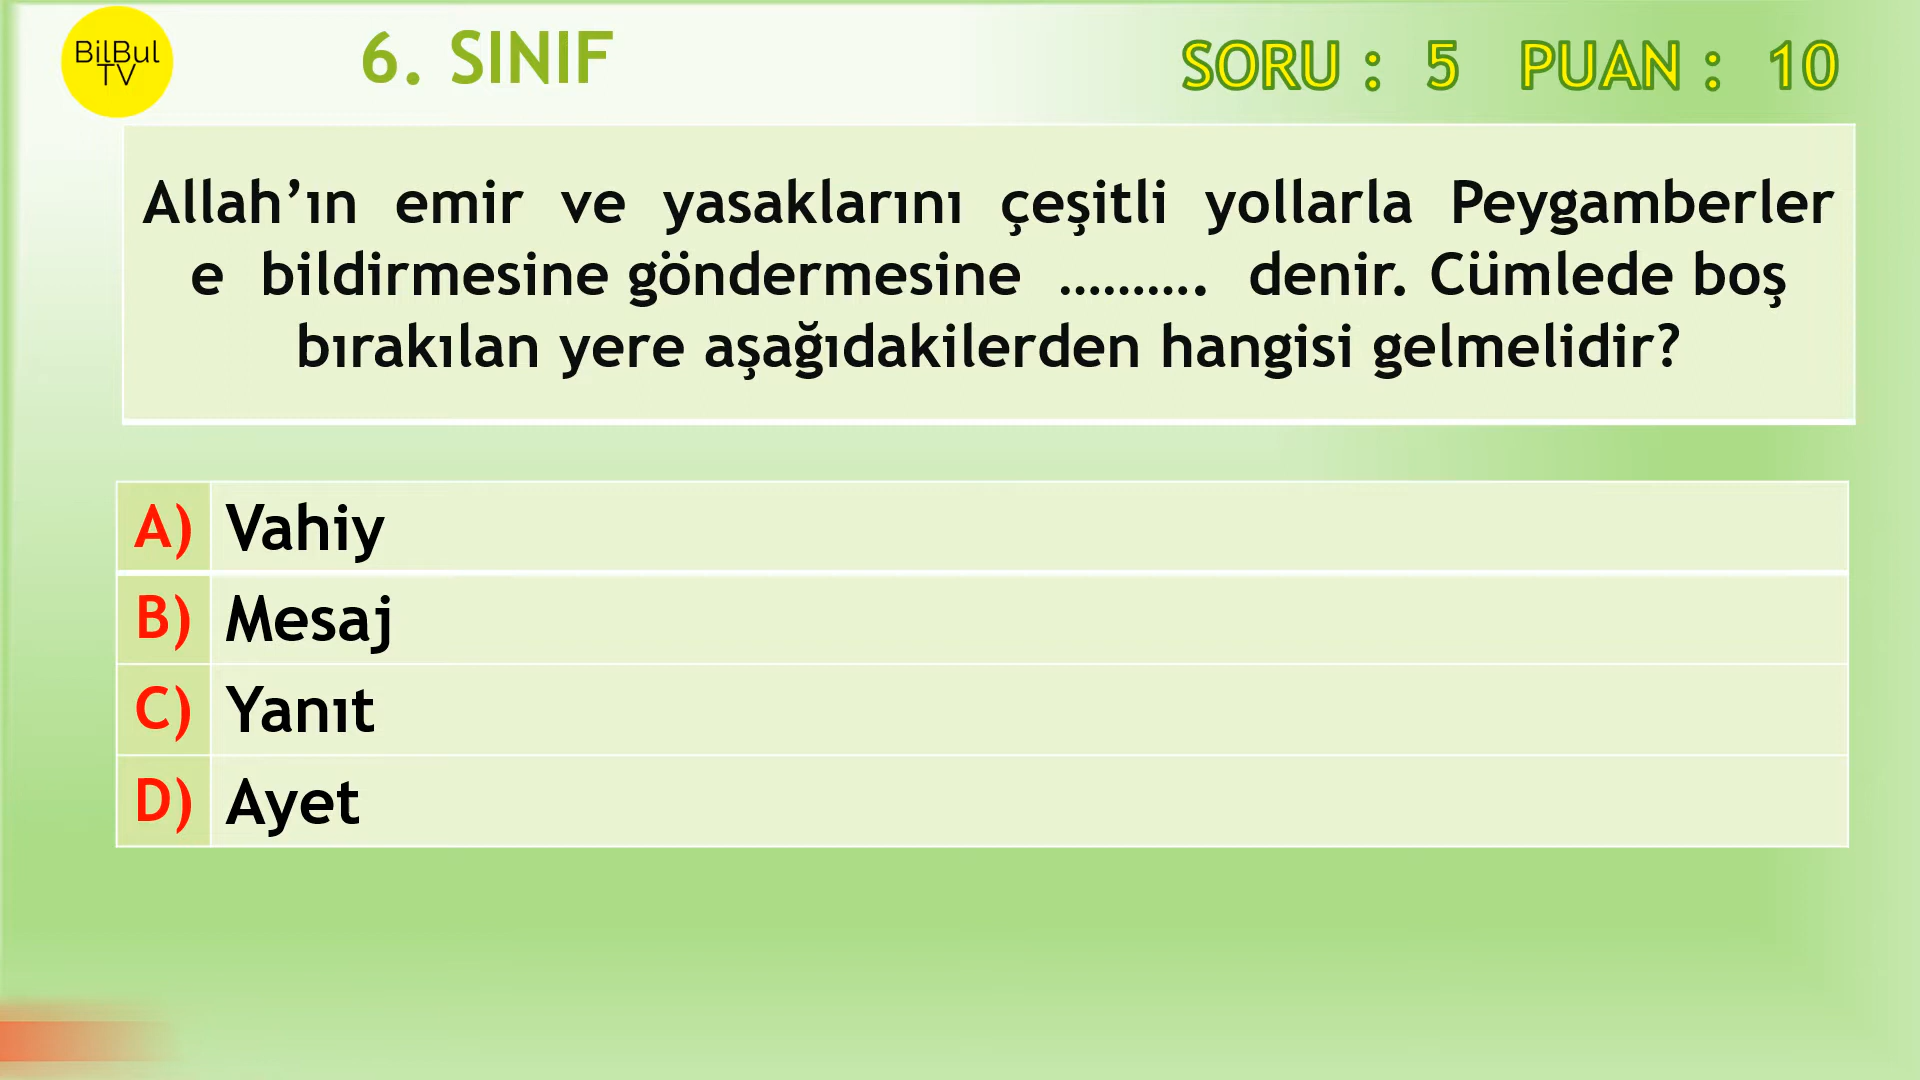 BilBul
TV
6. SINIF
SORU : 5 PUAN : 10
Allah’ın emir ve yasaklarını çeşitli yollarla Peygamberler
e bildirmesine göndermesine ………. denir. Cümlede boş
bırakılan yere aşağıdakilerden hangisi gelmelidir?
A) Vahiy
B) Mesaj
C) Yanıt
D) Ayet